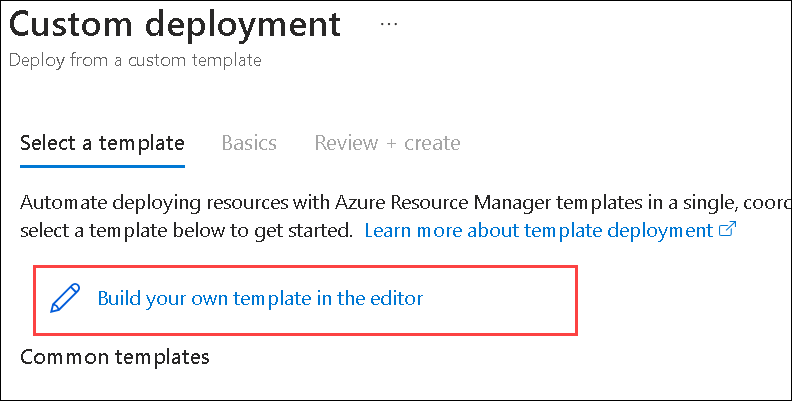 Custom deployment ...
Deploy from a custom template
Select a template Basics Review + create
Automate deploying resources with Azure Resource Manager templates in a single, coord
select a template below to get started. Learn more about template deployment
Build your own template in the editor
Common templates